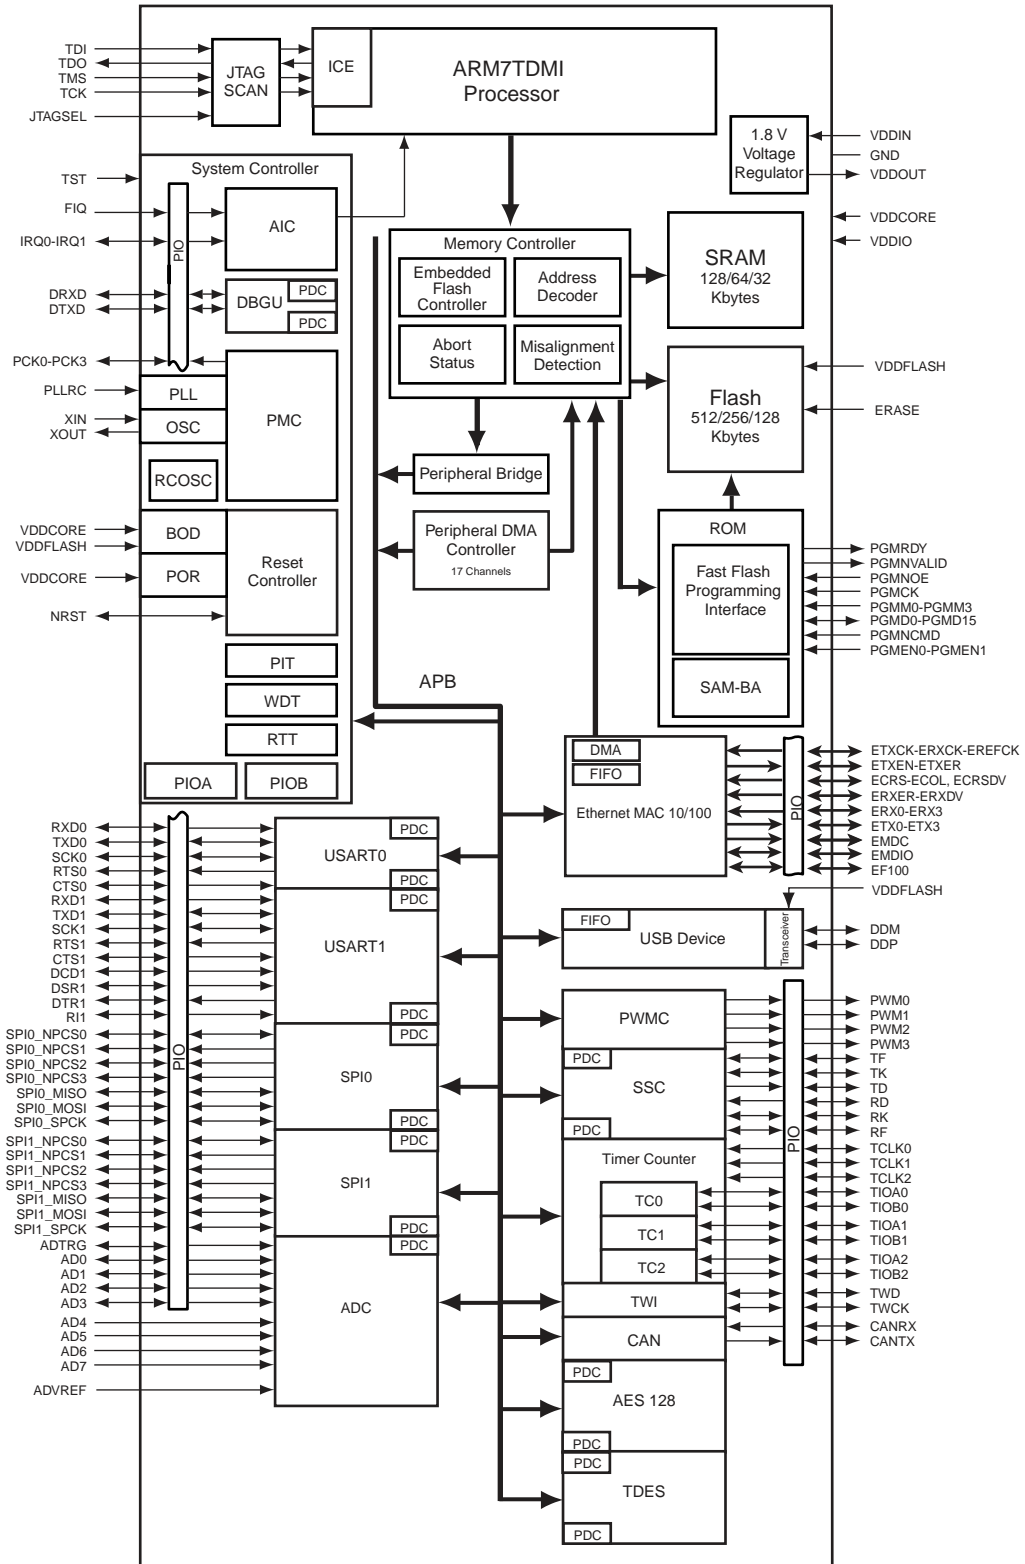 TDI
TDO
TMS
TCK
JTAGSEL
JTAG
SCAN
ICE
ARM7TDMI
Processor
1.8 V
Voltage
Regulator
VDDIN
GND
VDDOUT
VDDCORE
VDDIO
System Controller
TST
FIQ
IRQ0-IRQ1
PIO
AIC
DRXD
DTXD
DBGU
PDC
PDC
PCK0-PCK3
PLLRC
PLL
XIN
XOUT
OSC
PMC
RCOSC
VDDCORE
VDDFLASH
BOD
VDDCORE
POR
Reset
Controller
NRST
PIT
WDT
RTT
PIOA
PIOB
Memory Controller
Embedded
Flash
Controller
Address
Decoder
Abort
Status
Misalignment
Detection
SRAM
128/64/32
Kbytes
Flash
512/256/128
Kbytes
VDDFLASH
ERASE
Peripheral Bridge
Peripheral DMA
Controller
17 Channels
ROM
Fast Flash
Programming
Interface
SAM-BA
PGMRDY
PGMNVALID
PGMNOE
PGMCK
PGMM0-PGMM3
PGMD0-PGMD15
PGMNCMD
PGMEN0-PGMEN1
APB
DMA
FIFO
Ethernet MAC 10/100
PIO
ETXCK-ERXCK-EREFCK
ETXEN-ETXER
ECRS-ECOL, ECRSDV
ERXER-ERXDV
ERX0-ERX3
ETX0-ETX3
EMDC
EMDIO
EF100
VDDFLASH
FIFO
USB Device
Transceiver
DDM
DDP
RXD0
TXD0
SCK0
RTS0
CTS0
RXD1
TXD1
SCK1
RTS1
CTS1
DCD1
DSR1
DTR1
RI1
SPI0_NPCS0
SPI0_NPCS1
SPI0_NPCS2
SPI0_NPCS3
SPI0_MISO
SPI0_MOSI
SPI0_SPCK
SPI1_NPCS0
SPI1_NPCS1
SPI1_NPCS2
SPI1_NPCS3
SPI1_MISO
SPI1_MOSI
SPI1_SPCK
ADTRG
AD0
AD1
AD2
AD3
AD4
AD5
AD6
AD7
ADVREF
PIO
PDC
USART0
PDC
PDC
USART1
PDC
PDC
SPI0
PDC
PDC
SPI1
PDC
PDC
ADC
PWMC
PDC
SSC
PDC
Timer Counter
TC0
TC1
TC2
TWI
CAN
PDC
AES 128
PDC
PDC
TDES
PDC
PIO
PWM0
PWM1
PWM2
PWM3
TF
TK
TD
RD
RK
RF
TCLK0
TCLK1
TCLK2
TIOA0
TIOB0
TIOA1
TIOB1
TIOA2
TIOB2
TWD
TWCK
CANRX
CANTX